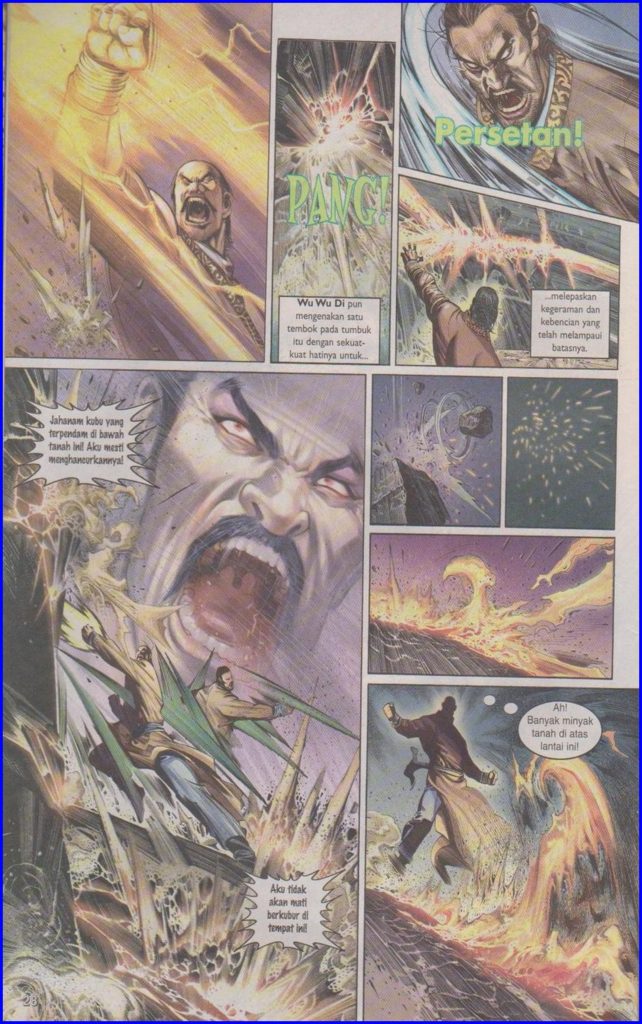 PANG!
Wu Wu Di pun
mengenakan satu
tembok pada tumbuk
itu dengan sekuat-
kuat hatinya untuk...
Persetan!
...melepaskan
kegeraman dan
kebencian yang
telah melampaui
batasnya.
Jahanam kubu yang
terpendam di bawah
tanah ini! Aku mesti
menghancurkannya!
Aku tidak
akan mati
berkubur di
tempat ini!
Ah!
Banyak minyak
tanah di atas
lantai ini!
28